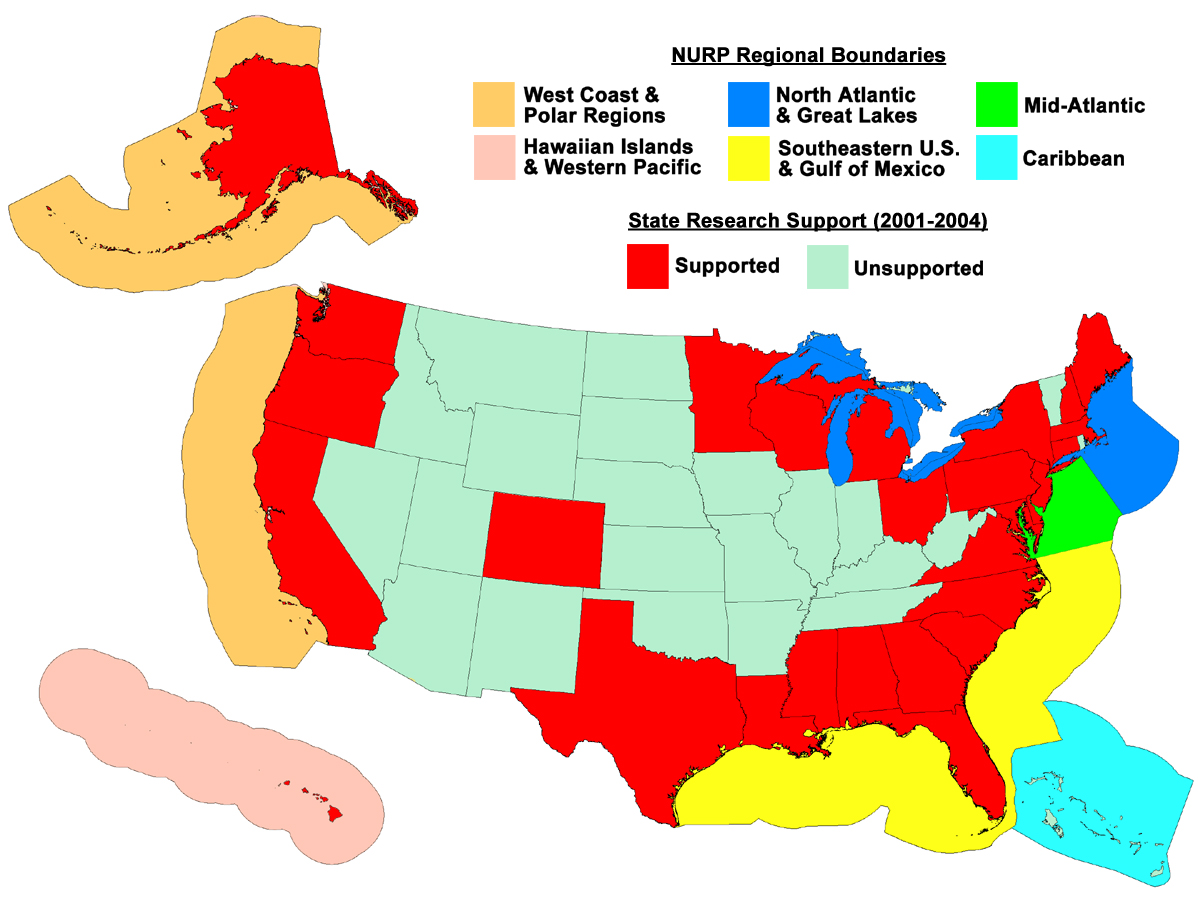 NURP Regional Boundaries
West Coast &
Polar Regions
North Atlantic
& Great Lakes
Mid-Atlantic
Hawaiian Islands
& Western Pacific
Southeastern U.S.
& Gulf of Mexico
Caribbean
State Research Support (2001-2004)
Supported
Unsupported